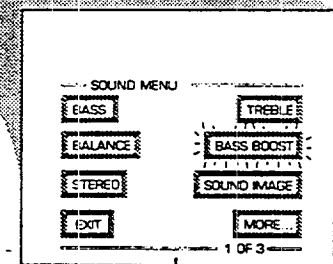 SOUND MENU
BASS TREBLE
BALANCE BASS BOOST
STEREO SOUND IMAGE
EXIT MORE...
1 OF 3